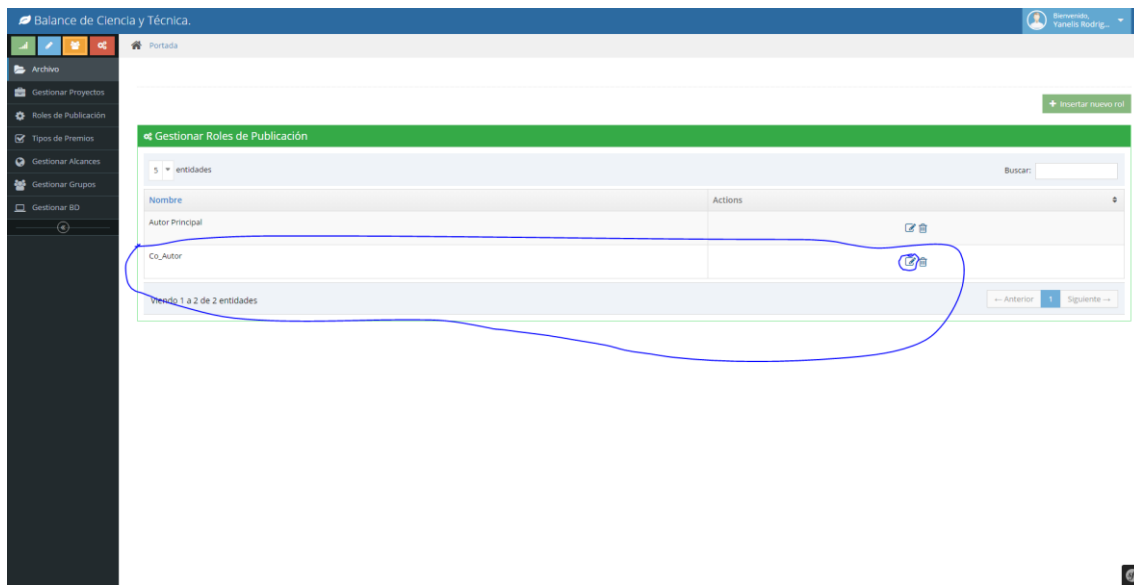 Balance de Ciencia y Técnica.
Bienvenido,
Yanelis Rodrig...
Portada
Archivo
Gestionar Proyectos
Roles de Publicación
Tipos de Premios
Gestionar Alcances
Gestionar Grupos
Gestionar BD
+ Insertar nuevo rol
Gestionar Roles de Publicación
5 entidades
Buscar:
Nombre Actions
Autor Principal
Co_Autor
Viendo 1 a 2 de 2 entidades
← Anterior 1 Siguiente →